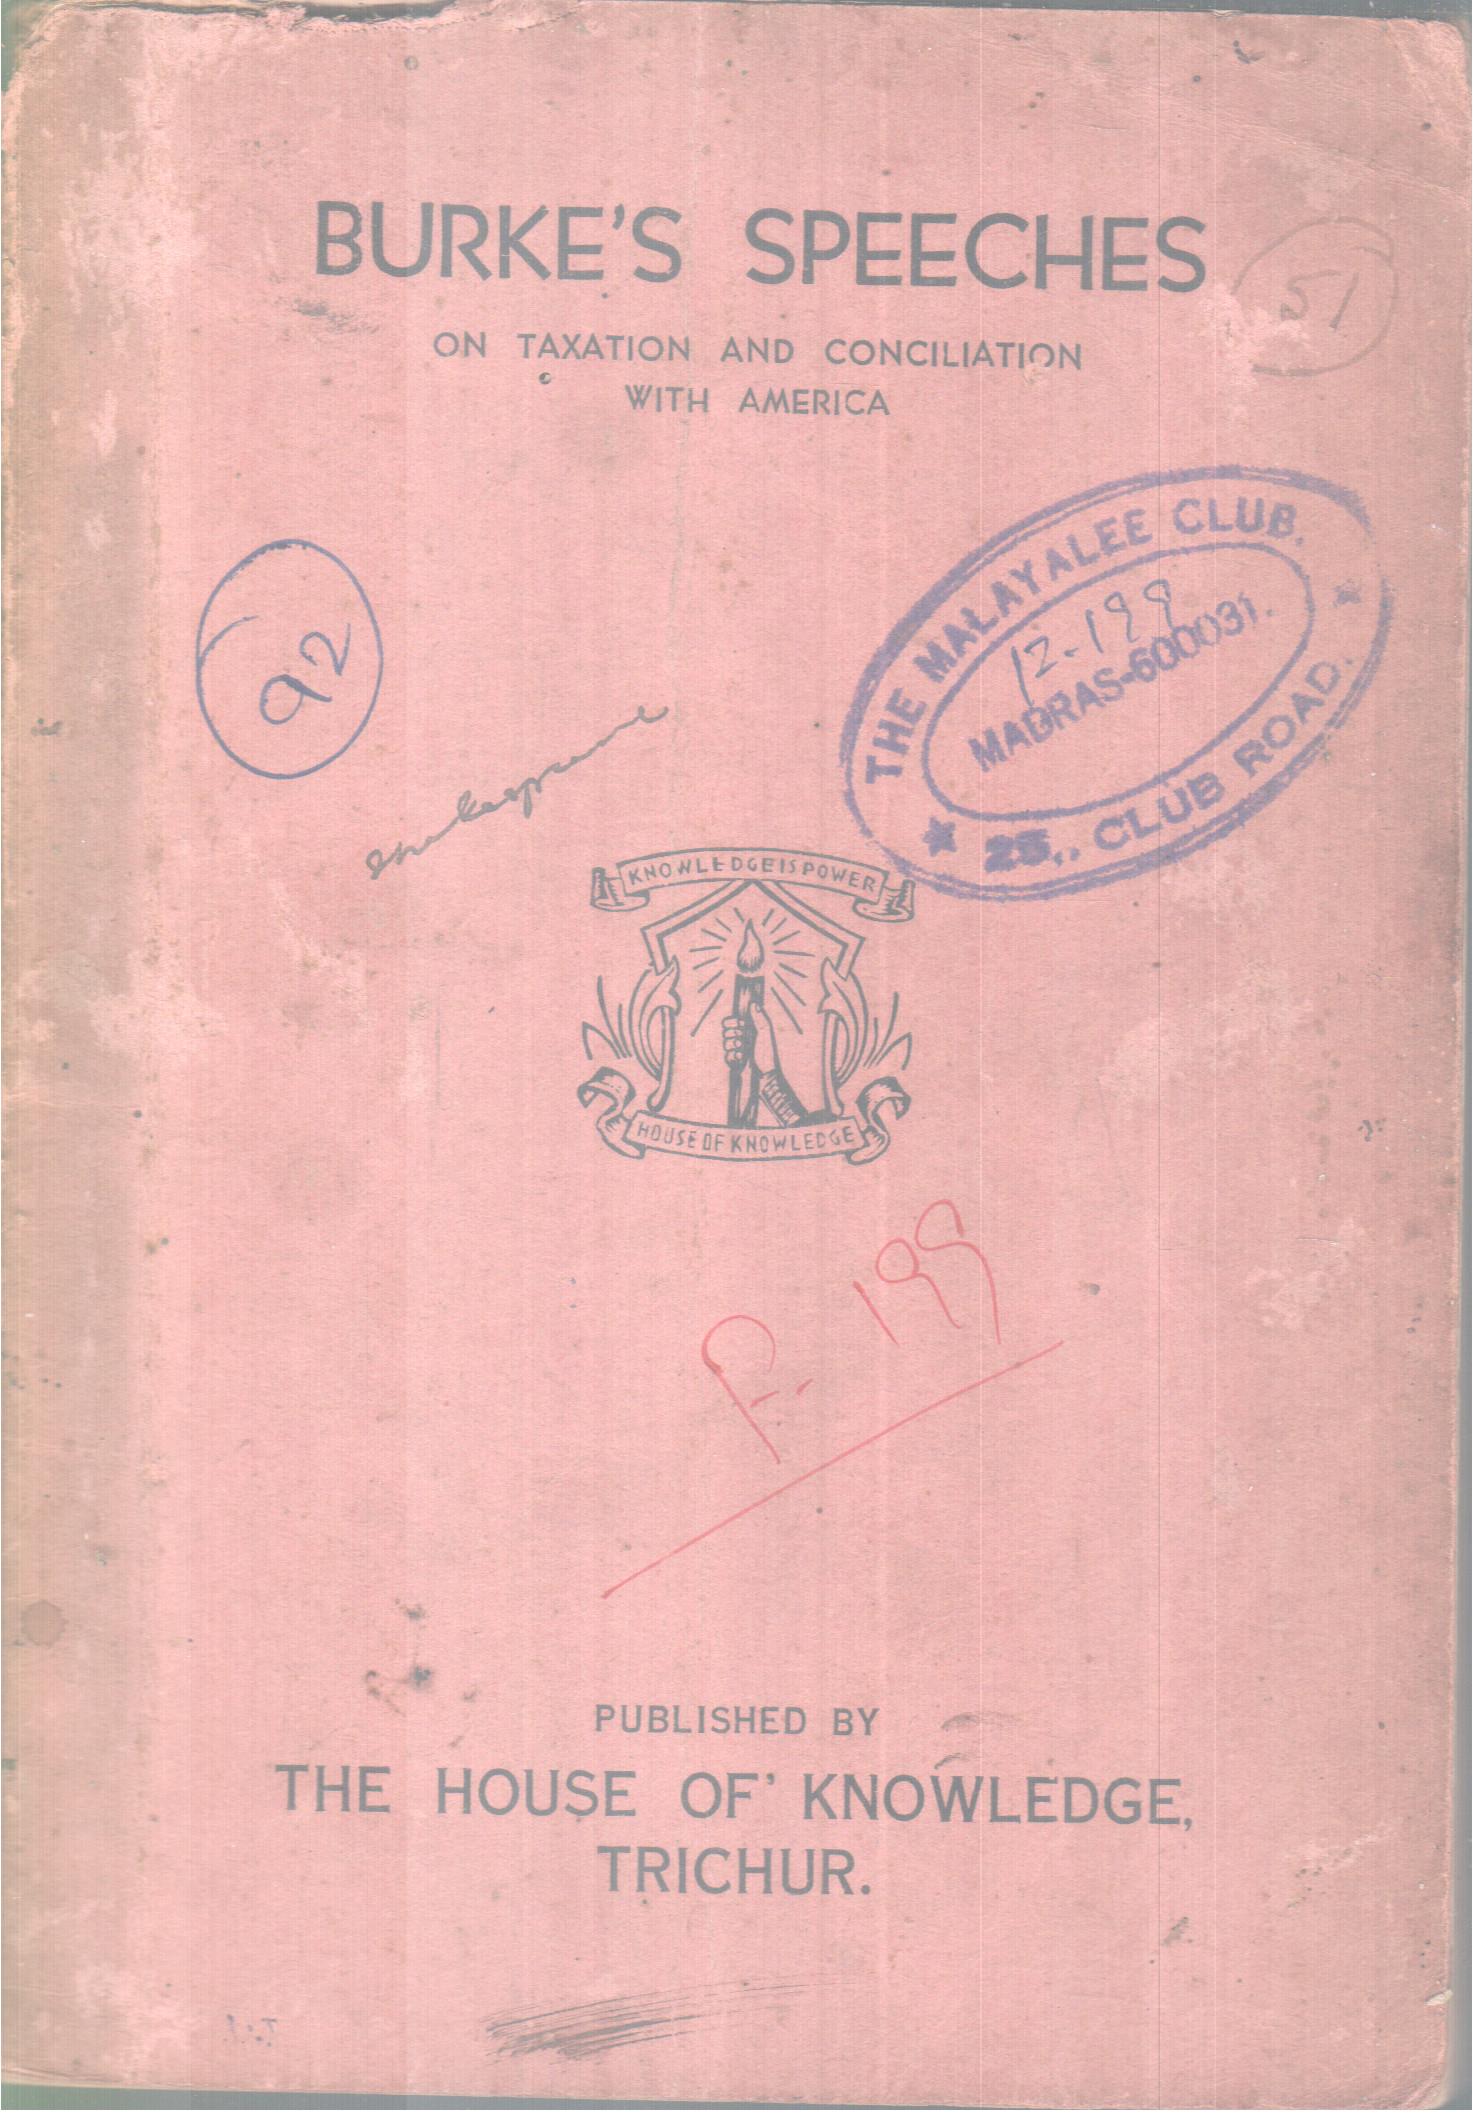 BURKE'S SPEECHES
51
ON TAXATION AND CONCILIATION
WITH AMERICA
THE MALAYALEE CLUB.
12-199
MADRAS-600031.
25,, CLUB ROAD.
92
Shakespeare
KNOWLEDGE IS POWER
HOUSE OF KNOWLEDGE
199
PUBLISHED BY
THE HOUSE OF KNOWLEDGE,
TRICHUR.